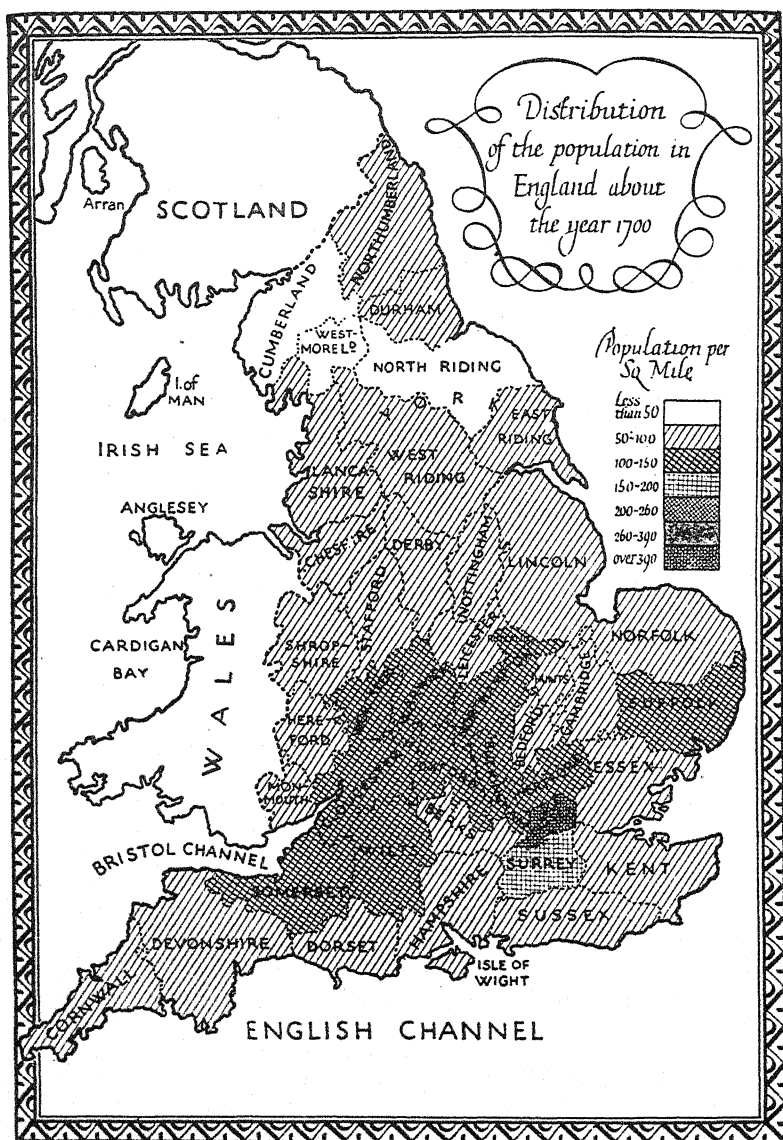 Distribution
of the population in
England about
the year 1700
Arran
SCOTLAND
NORTHUMBERLAND
CUMBERLAND
DURHAM
WEST-
MORELD
NORTH RIDING
YORK
EAST
RIDING
WEST
RIDING
I. of
MAN
IRISH SEA
LANCA-
SHIRE
Population per
Sq Mile
Less
than 50
50-100
100-150
150-200
200-260
260-390
over 390
ANGLESEY
CHESHIRE
DERBY
NOTTINGHAM
LINCOLN
STAFFORD
CARDIGAN
BAY
WALES
SHROP-
SHIRE
LEICESTER
NORFOLK
HUNTS
CAMBRIDGE
SUFFOLK
HERE-
FORD
BEDFORD
ESSEX
MON-
MOUTH
BERKS
BRISTOL CHANNEL
WILTS
SURREY
KENT
SOMERSET
HAMPSHIRE
SUSSEX
DEVONSHIRE
DORSET
ISLE OF
WIGHT
CORNWALL
ENGLISH CHANNEL